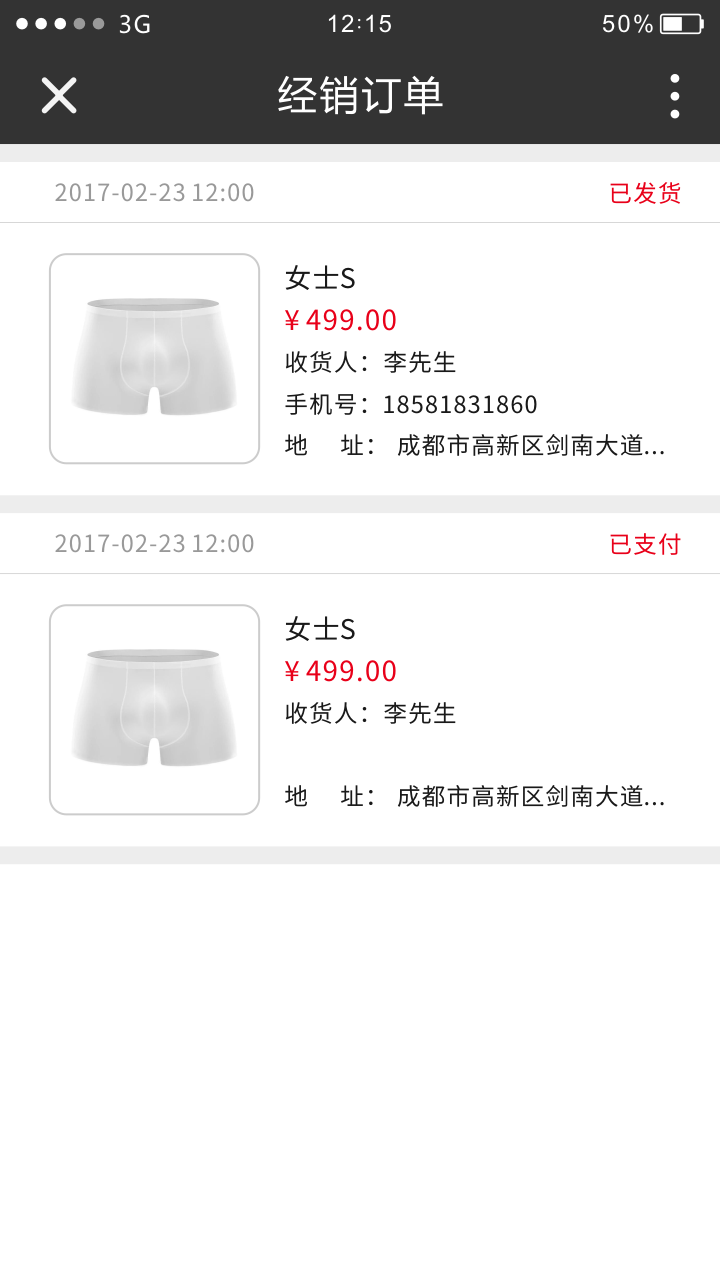 3G 12:15 50%
经销订单
2017-02-23 12:00 已发货
女士S
¥499.00
收货人：李先生
手机号：18581831860
地 址： 成都市高新区剑南大道...
2017-02-23 12:00 已支付
女士S
¥499.00
收货人：李先生
地 址： 成都市高新区剑南大道...